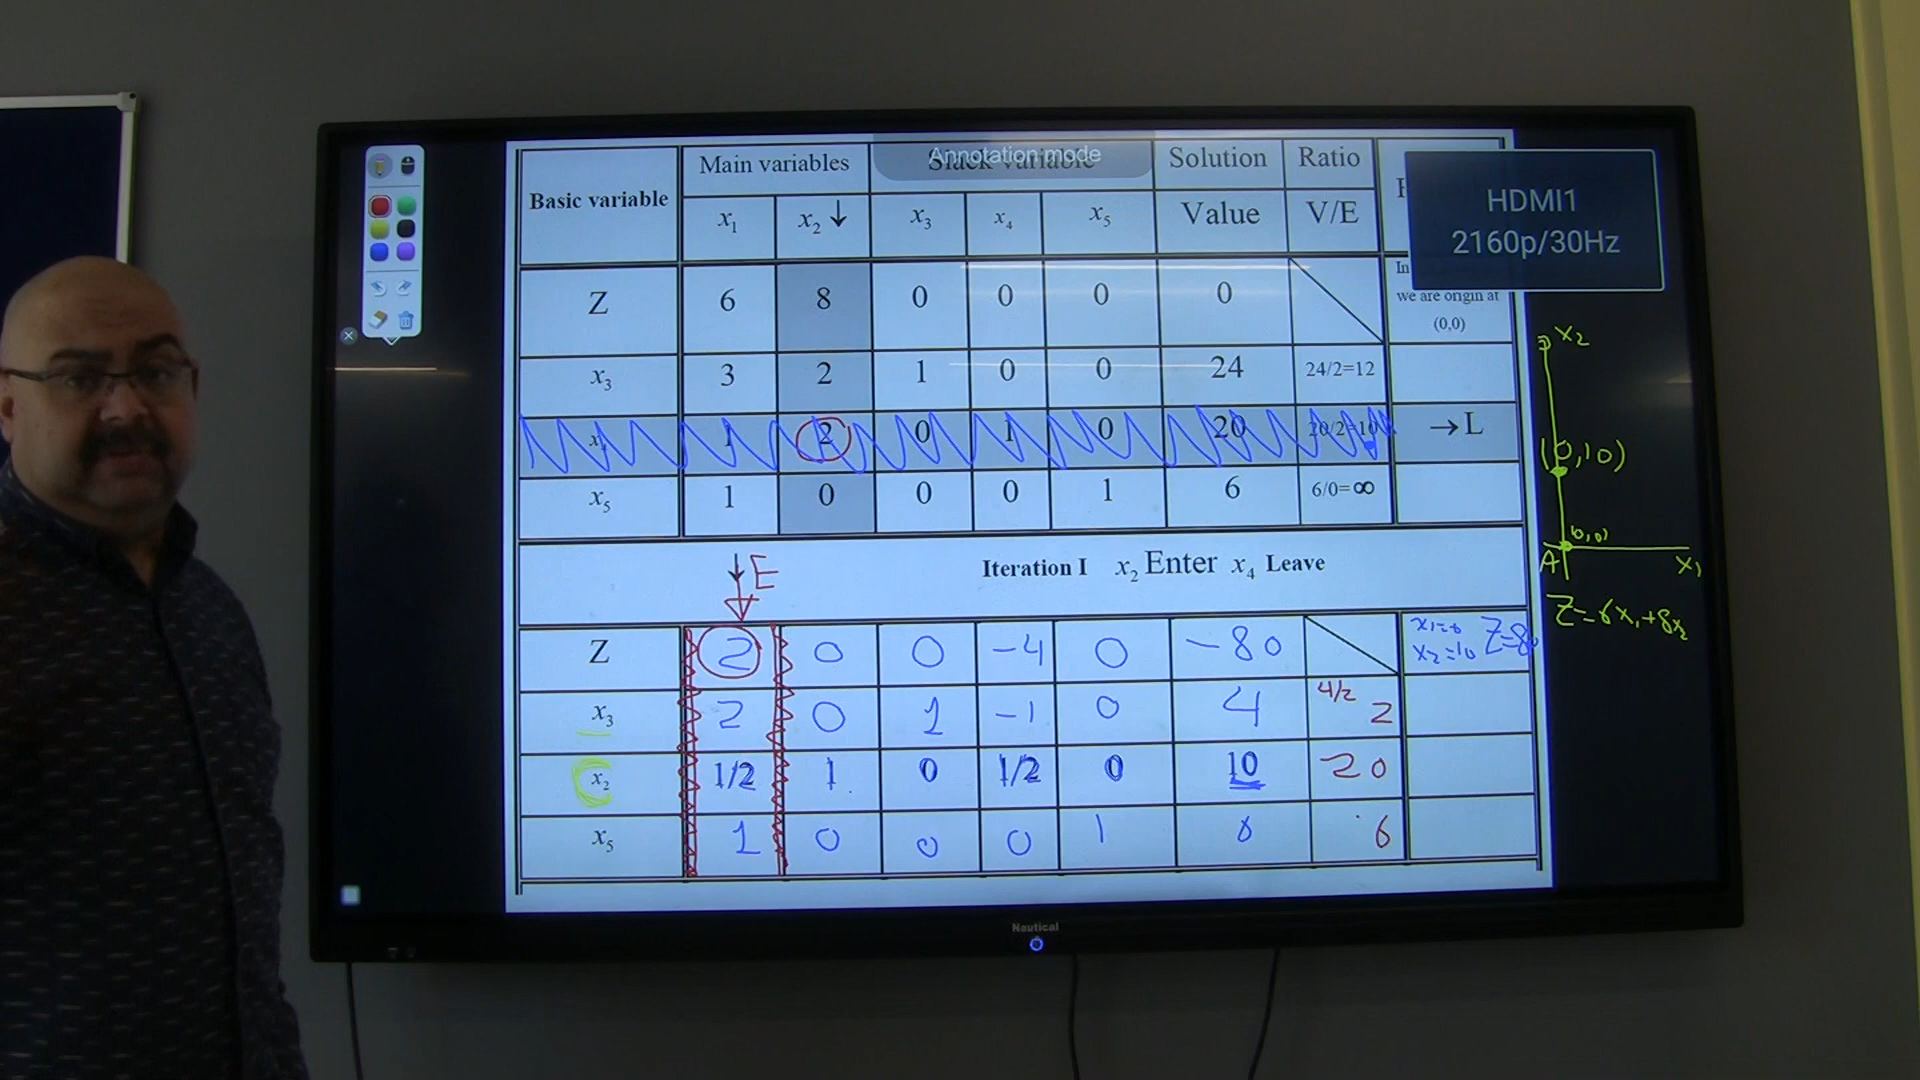 Main variables Slack variable Solution Ratio
Annotation mode
Basic variable
x1 x2 ↓ x3 x4 x5 Value V/E
HDMI1
2160p/30Hz
Z 6 8 0 0 0 0
we are origin at
(0,0)
x3 3 2 1 0 0 24 24/2=12
1 2 0 1 0 20 20/2=10 →L
x5 1 0 0 0 1 6 6/0=∞
x2
(0,10)
A x1
Z=6x1+8x2
↓E
Iteration I x2 Enter x4 Leave
Z 2 0 0 -4 0 -80
x1=0
x2=10
x3 2 0 1 -1 0 4 4/2 2
x2 1/2 1 0 1/2 0 10 20
x5 1 0 0 0 1 6 6
Nautical